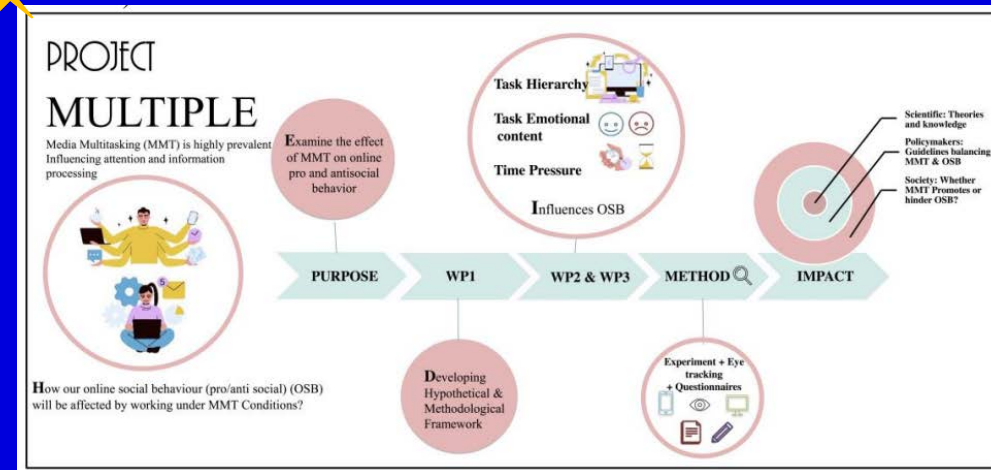 PROJECT
MULTIPLE
Media Multitasking (MMT) is highly prevalent
Influencing attention and information
processing
How our online social behaviour (pro/anti social) (OSB)
will be affected by working under MMT Conditions?
Examine the effect
of MMT on online
pro and antisocial
behavior
Task Hierarchy
Task Emotional
content
Time Pressure
Influences OSB
Scientific: Theories
and knowledge
Policymakers:
Guidelines balancing
MMT & OSB
Society: Whether
MMT Promotes or
hinder OSB?
PURPOSE
WP1
WP2 & WP3
METHOD
IMPACT
Developing
Hypothetical &
Methodological
Framework
Experiment + Eye
tracking
+ Questionnaires
5